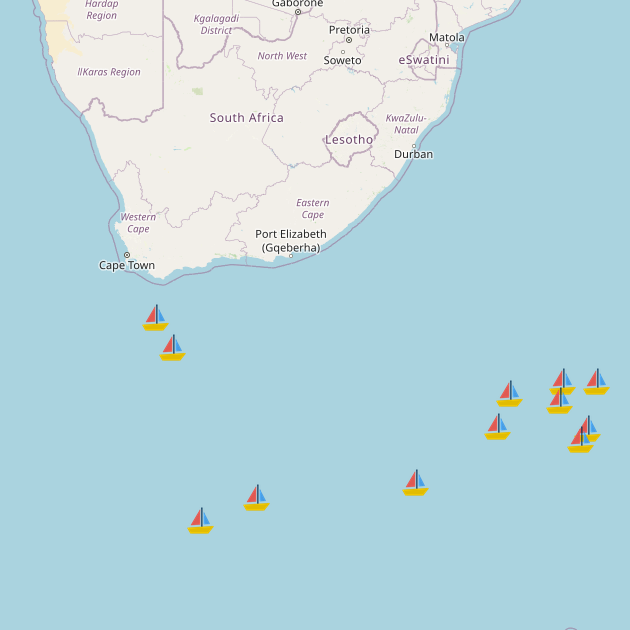 Hardap
Region
Gaborone
Kgalagadi
District
Pretoria
Matola
North West
Soweto
eSwatini
llKaras Region
South Africa
KwaZulu-
Natal
Lesotho
Durban
Eastern
Cape
Western
Cape
Port Elizabeth
(Gqeberha)
Cape Town